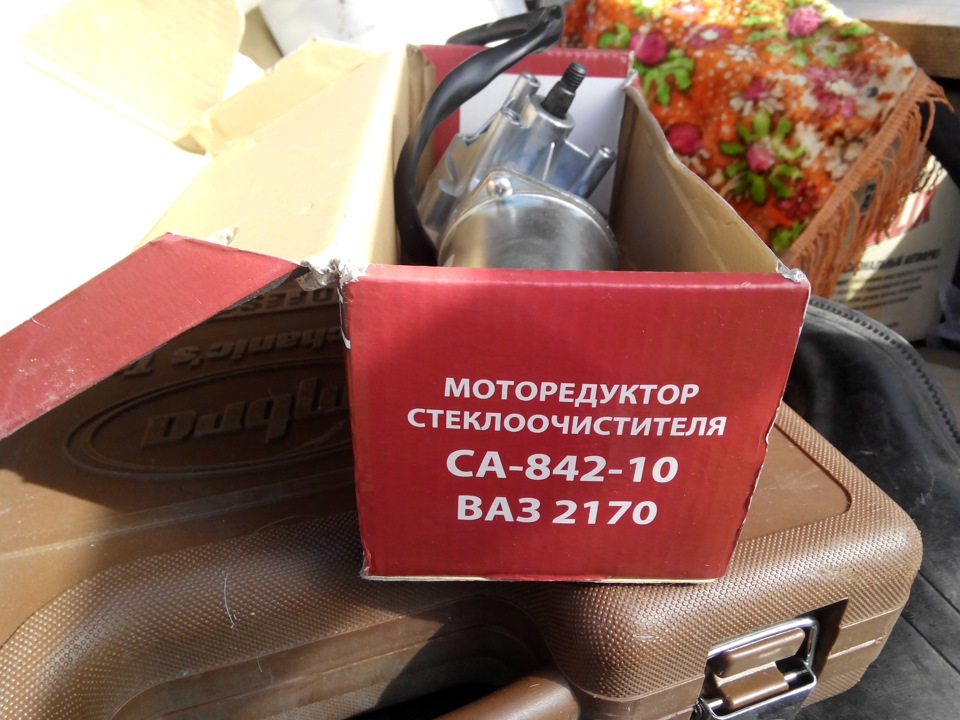 МОТОРЕДУКТОР
СТЕКЛООЧИСТИТЕЛЯ
СА-842-10
ВАЗ 2170